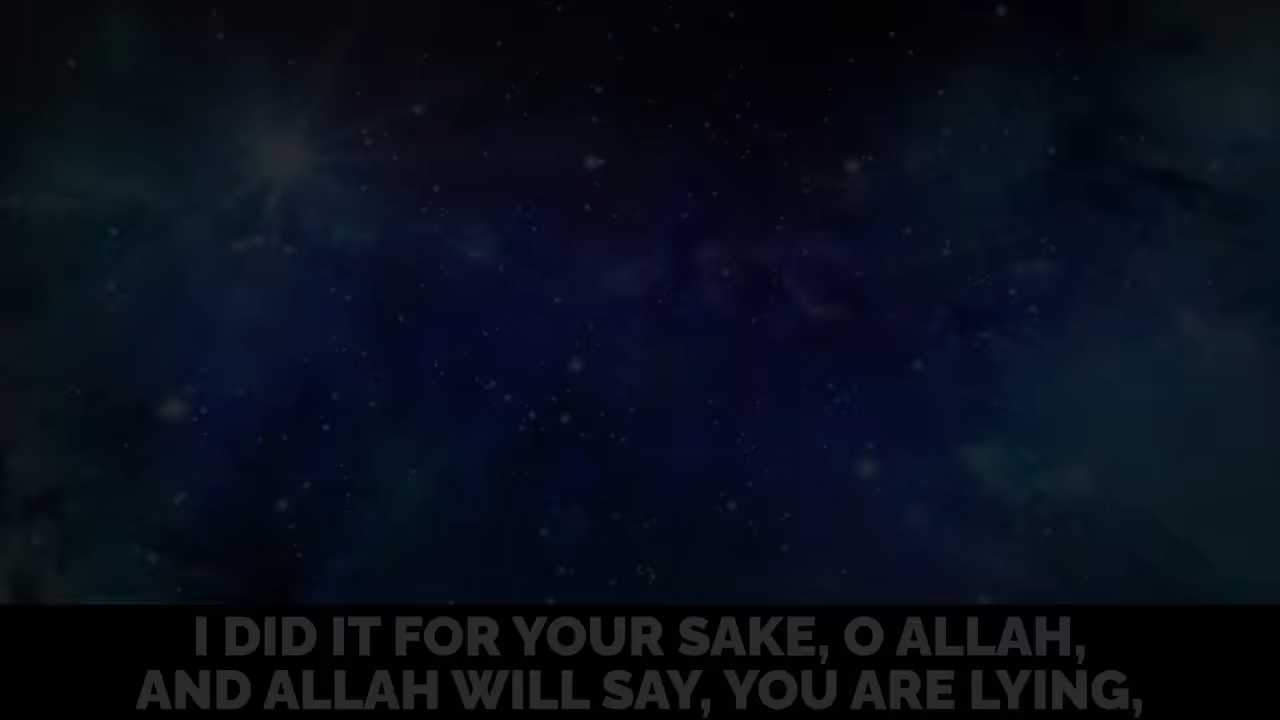 I DID IT FOR YOUR SAKE, O ALLAH,
AND ALLAH WILL SAY, YOU ARE LYING,